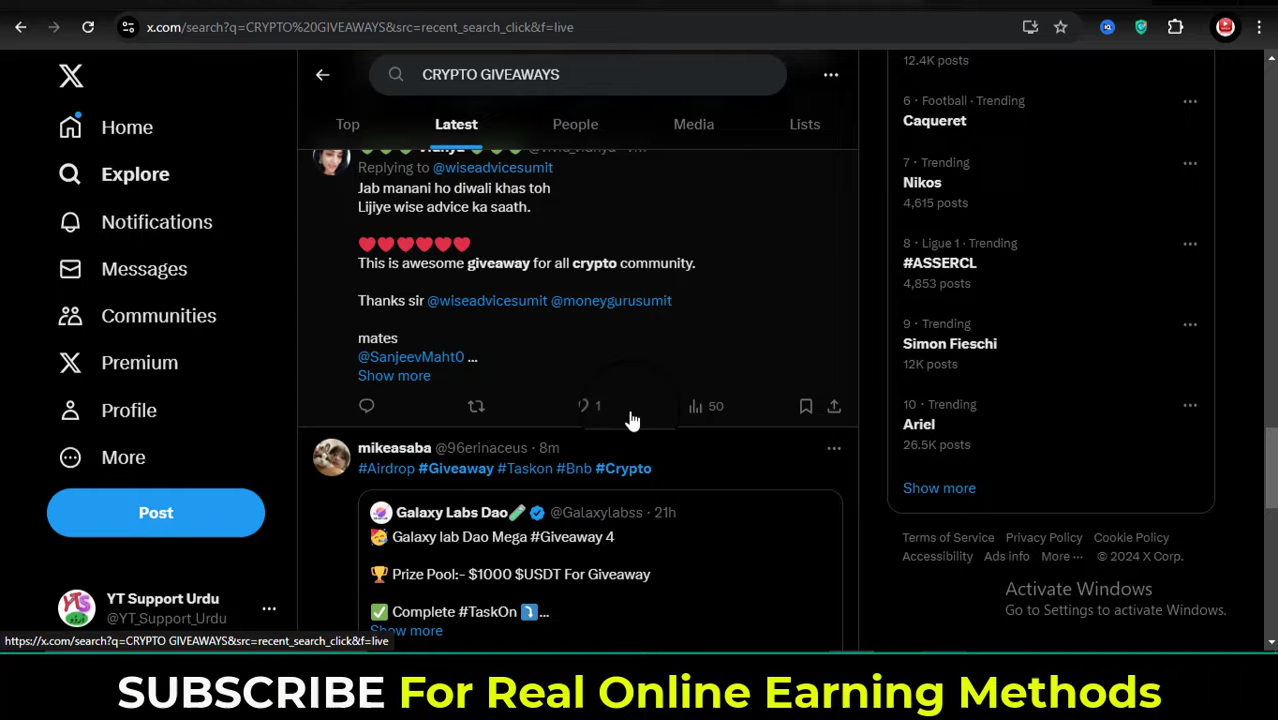 x.com/search?q=CRYPTO%20GIVEAWAYS&src=recent_search_click&f=live
CRYPTO GIVEAWAYS
Top
Latest
People
Media
Lists
Home
Explore
Notifications
Messages
Communities
Premium
Profile
More
Post
YT Support Urdu
@YT_Support_Urdu
Replying to @wiseadvicesumit
Jab manani ho diwali khas toh
Lijiye wise advice ka saath.
This is awesome giveaway for all crypto community.
Thanks sir @wiseadvicesumit @moneygurusumit
mates
@SanjeevMaht0 ...
Show more
1
50
mikeasaba @96erinaceus · 8m
#Airdrop #Giveaway #Taskon #Bnb #Crypto
Galaxy Labs Dao @Galaxylabss · 21h
Galaxy lab Dao Mega #Giveaway 4
Prize Pool:- $1000 $USDT For Giveaway
Complete #TaskOn ...
Show more
12.4K posts
6 · Football · Trending
Caqueret
7 · Trending
Nikos
4,615 posts
8 · Ligue 1 · Trending
#ASSERCL
4,853 posts
9 · Trending
Simon Fieschi
12K posts
10 · Trending
Ariel
26.5K posts
Show more
Terms of Service Privacy Policy Cookie Policy
Accessibility Ads info More ··· © 2024 X Corp.
Activate Windows
Go to Settings to activate Windows.
https://x.com/search?q=CRYPTO GIVEAWAYS&src=recent_search_click&f=live
SUBSCRIBE For Real Online Earning Methods